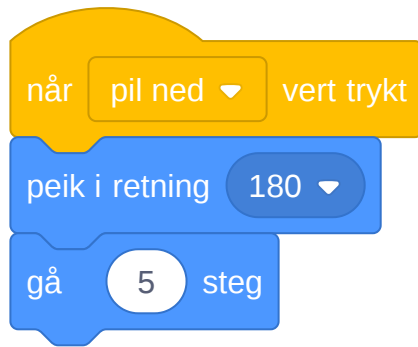 når pil ned vert trykt
peik i retning 180
gå 5 steg